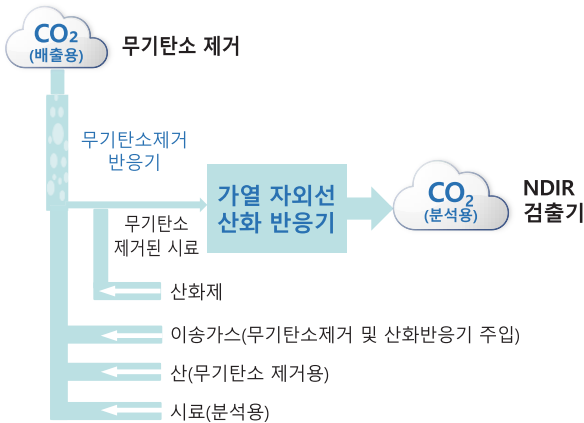 CO₂
(배출용)
무기탄소 제거
무기탄소제거
반응기
가열 자외선
산화 반응기
CO₂
(분석용)
NDIR
검출기
무기탄소
제거된 시료
산화제
이송가스(무기탄소제거 및 산화반응기 주입)
산(무기탄소 제거용)
시료(분석용)